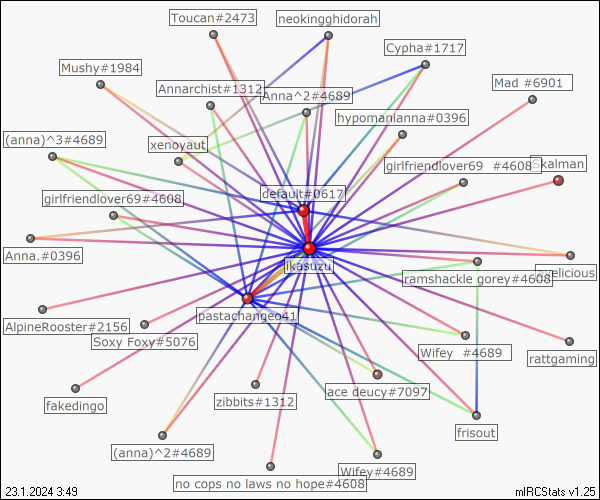 Toucan#2473
neokingghidorah
Cypha#1717
Mushy#1984
Annarchist#1312
Anna^2#4689
Mad #6901
hypomanianna#0396
(anna)^3#4689
xenoyaut
girlfriendlover69 #4608
Skalman
default#0617
girlfriendlover69#4608
Anna.#0396
ikasuzu
ramshackle gorey#4608
pastachangeo41
AlpineRooster#2156
Soxy Foxy#5076
Wifey #4689
rattgaming
ace deucy#7097
fakedingo
zibbits#1312
frisout
(anna)^2#4689
Wifey#4689
no cops no laws no hope#4608
23.1.2024 3:49
mIRCStats v1.25